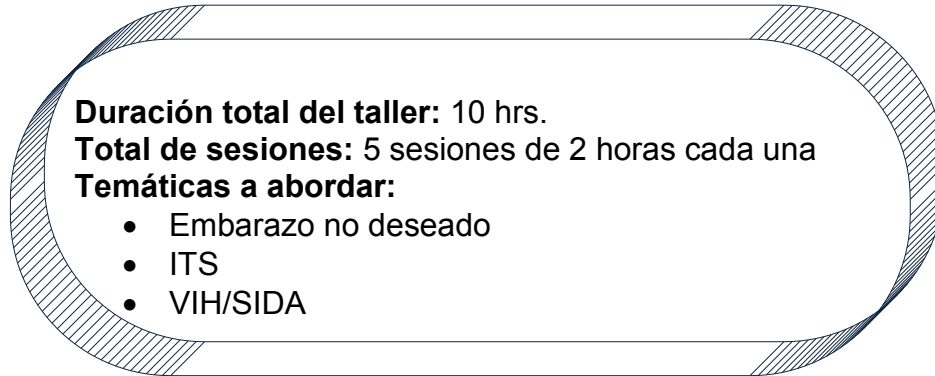 Duración total del taller: 10 hrs.
Total de sesiones: 5 sesiones de 2 horas cada una
Temáticas a abordar:
• Embarazo no deseado
• ITS
• VIH/SIDA